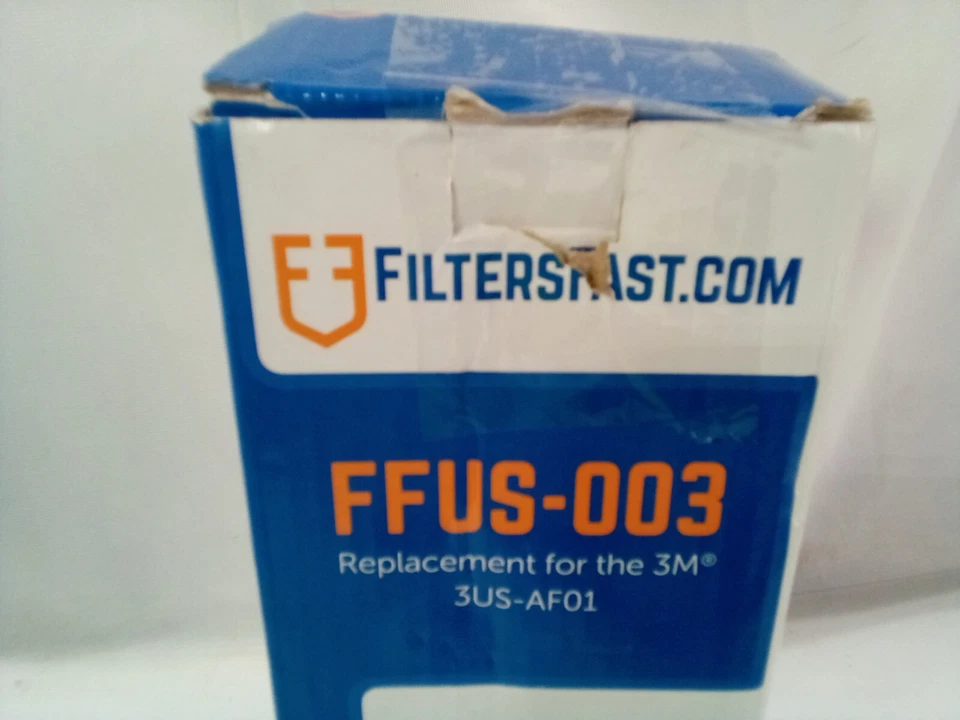 FILTERSFAST.COM
FFUS-003
Replacement for the 3M®
3US-AF01